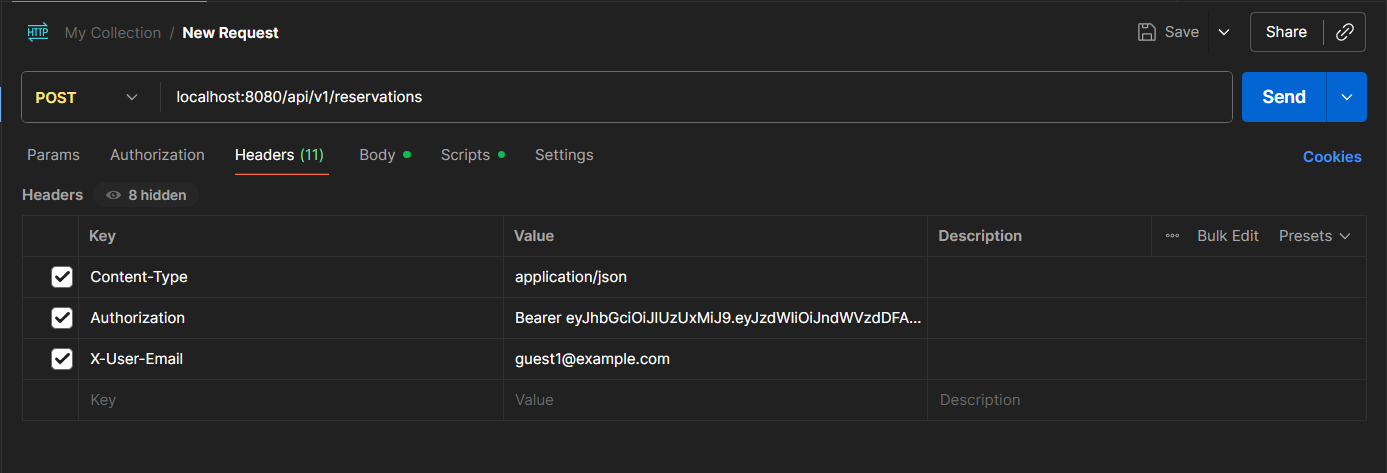 HTTP My Collection / New Request Save Share
POST localhost:8080/api/v1/reservations Send
Params Authorization Headers (11) Body Scripts Settings Cookies
Headers 8 hidden
Key Value Description Bulk Edit Presets
Content-Type application/json
Authorization Bearer eyJhbGciOiJIUzUxMiJ9.eyJzdWIiOiJndWVzdDFA...
X-User-Email guest1@example.com
Key Value Description